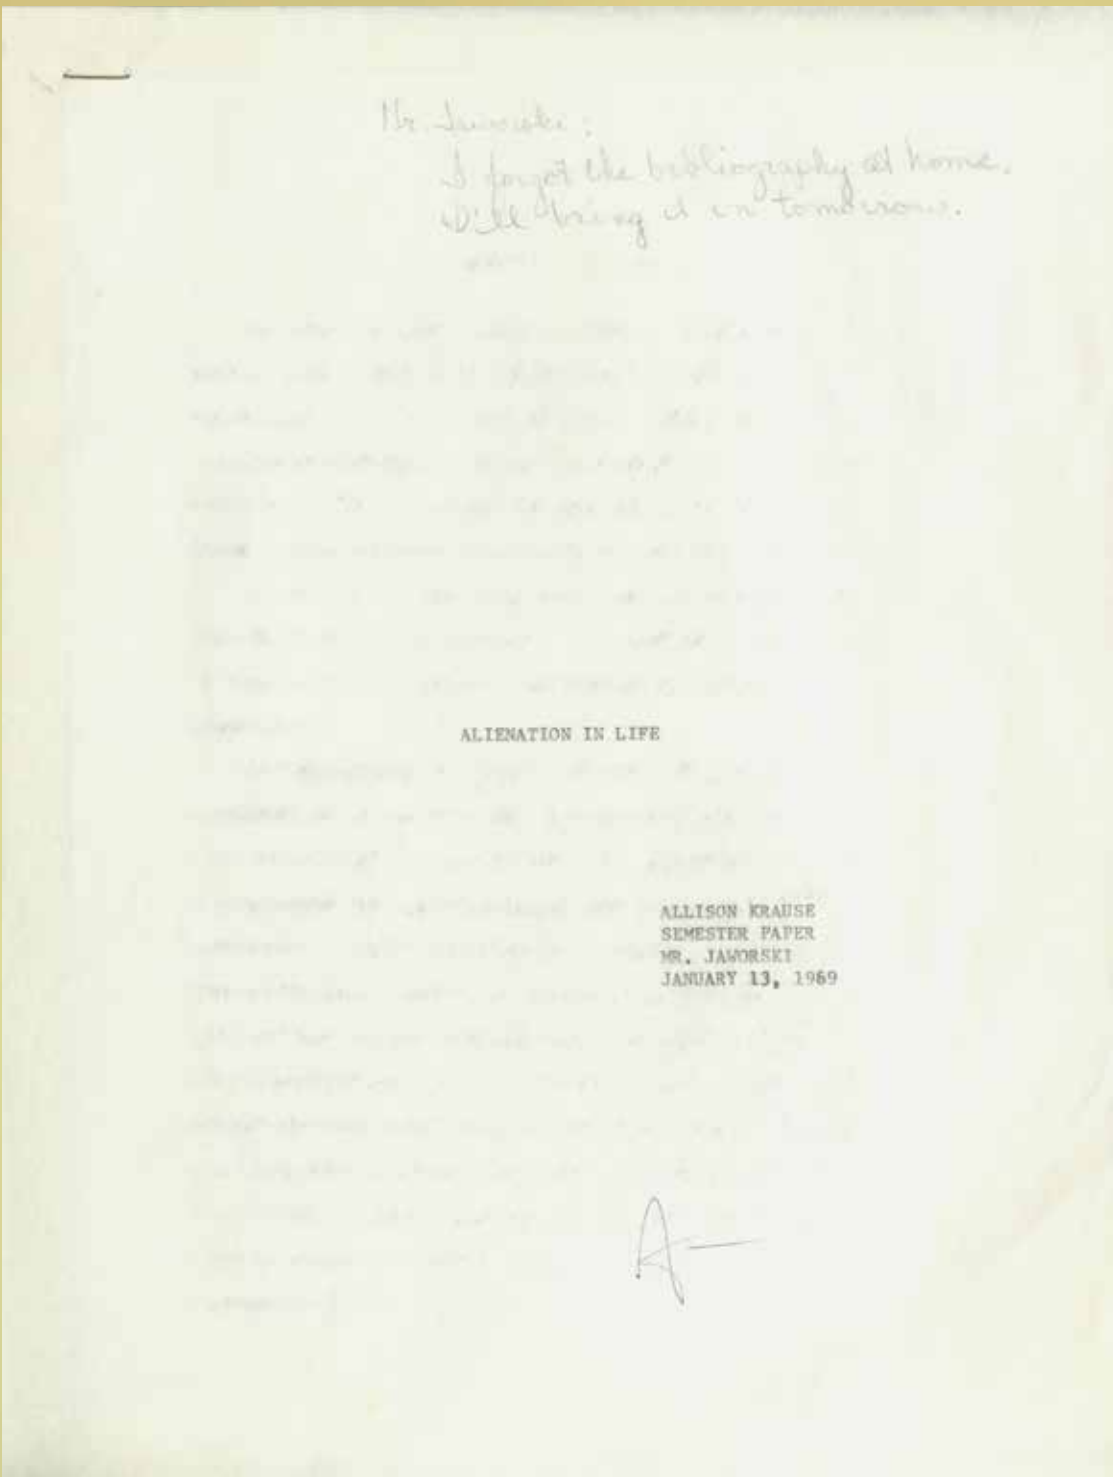 Mr. Jaworski:
I forgot the bibliography at home.
I'll bring it in tomorrow.
ALIENATION IN LIFE
ALLISON KRAUSE
SEMESTER PAPER
MR. JAWORSKI
JANUARY 13, 1969
A-